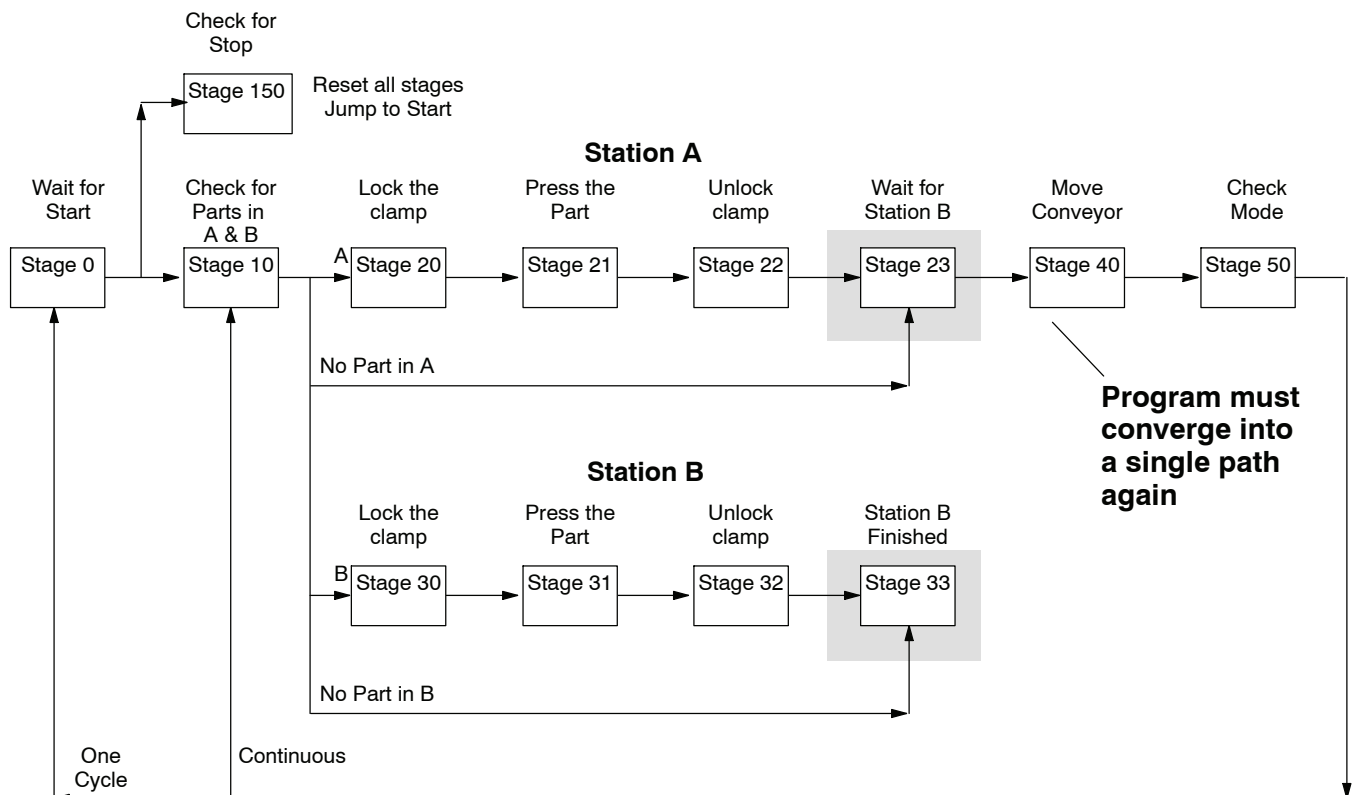 Check for
Stop
Stage 150
Reset all stages
Jump to Start
Station A
Wait for
Start
Check for
Parts in
A & B
Lock the
clamp
Press the
Part
Unlock
clamp
Wait for
Station B
Move
Conveyor
Check
Mode
Stage 0
Stage 10
A
Stage 20
Stage 21
Stage 22
Stage 23
Stage 40
Stage 50
No Part in A
Program must
converge into
a single path
again
Station B
Lock the
clamp
Press the
Part
Unlock
clamp
Station B
Finished
B
Stage 30
Stage 31
Stage 32
Stage 33
No Part in B
One
Cycle
Continuous